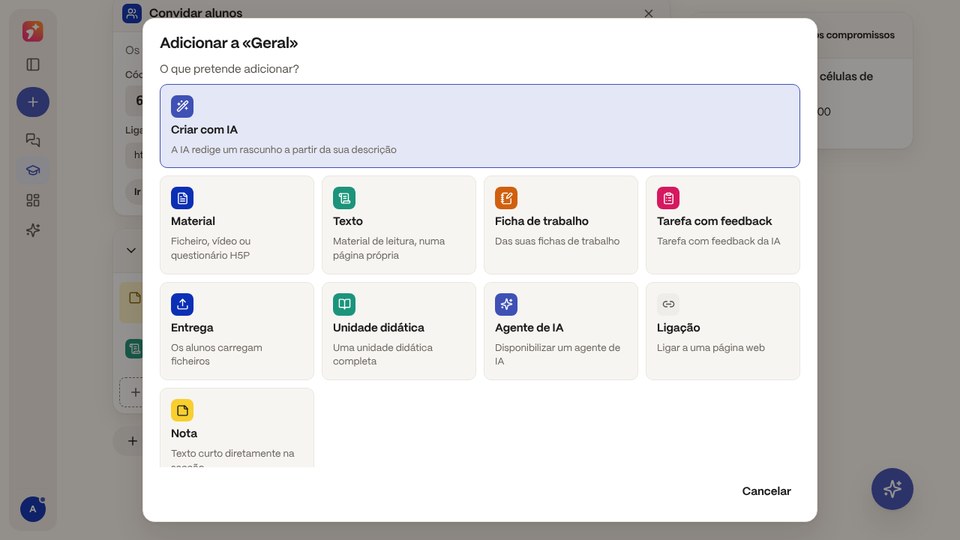 Convidar alunos
Adicionar a «Geral»
O que pretende adicionar?
Criar com IA
A IA redige um rascunho a partir da sua descrição
Material
Ficheiro, vídeo ou
questionário H5P
Texto
Material de leitura, numa
página própria
Ficha de trabalho
Das suas fichas de trabalho
Tarefa com feedback
Tarefa com feedback da IA
Entrega
Os alunos carregam
ficheiros
Unidade didática
Uma unidade didática
completa
Agente de IA
Disponibilizar um agente de
IA
Ligação
Ligar a uma página web
Nota
Texto curto diretamente na
Cancelar
Os
6
Ir
compromissos
células de
00
A